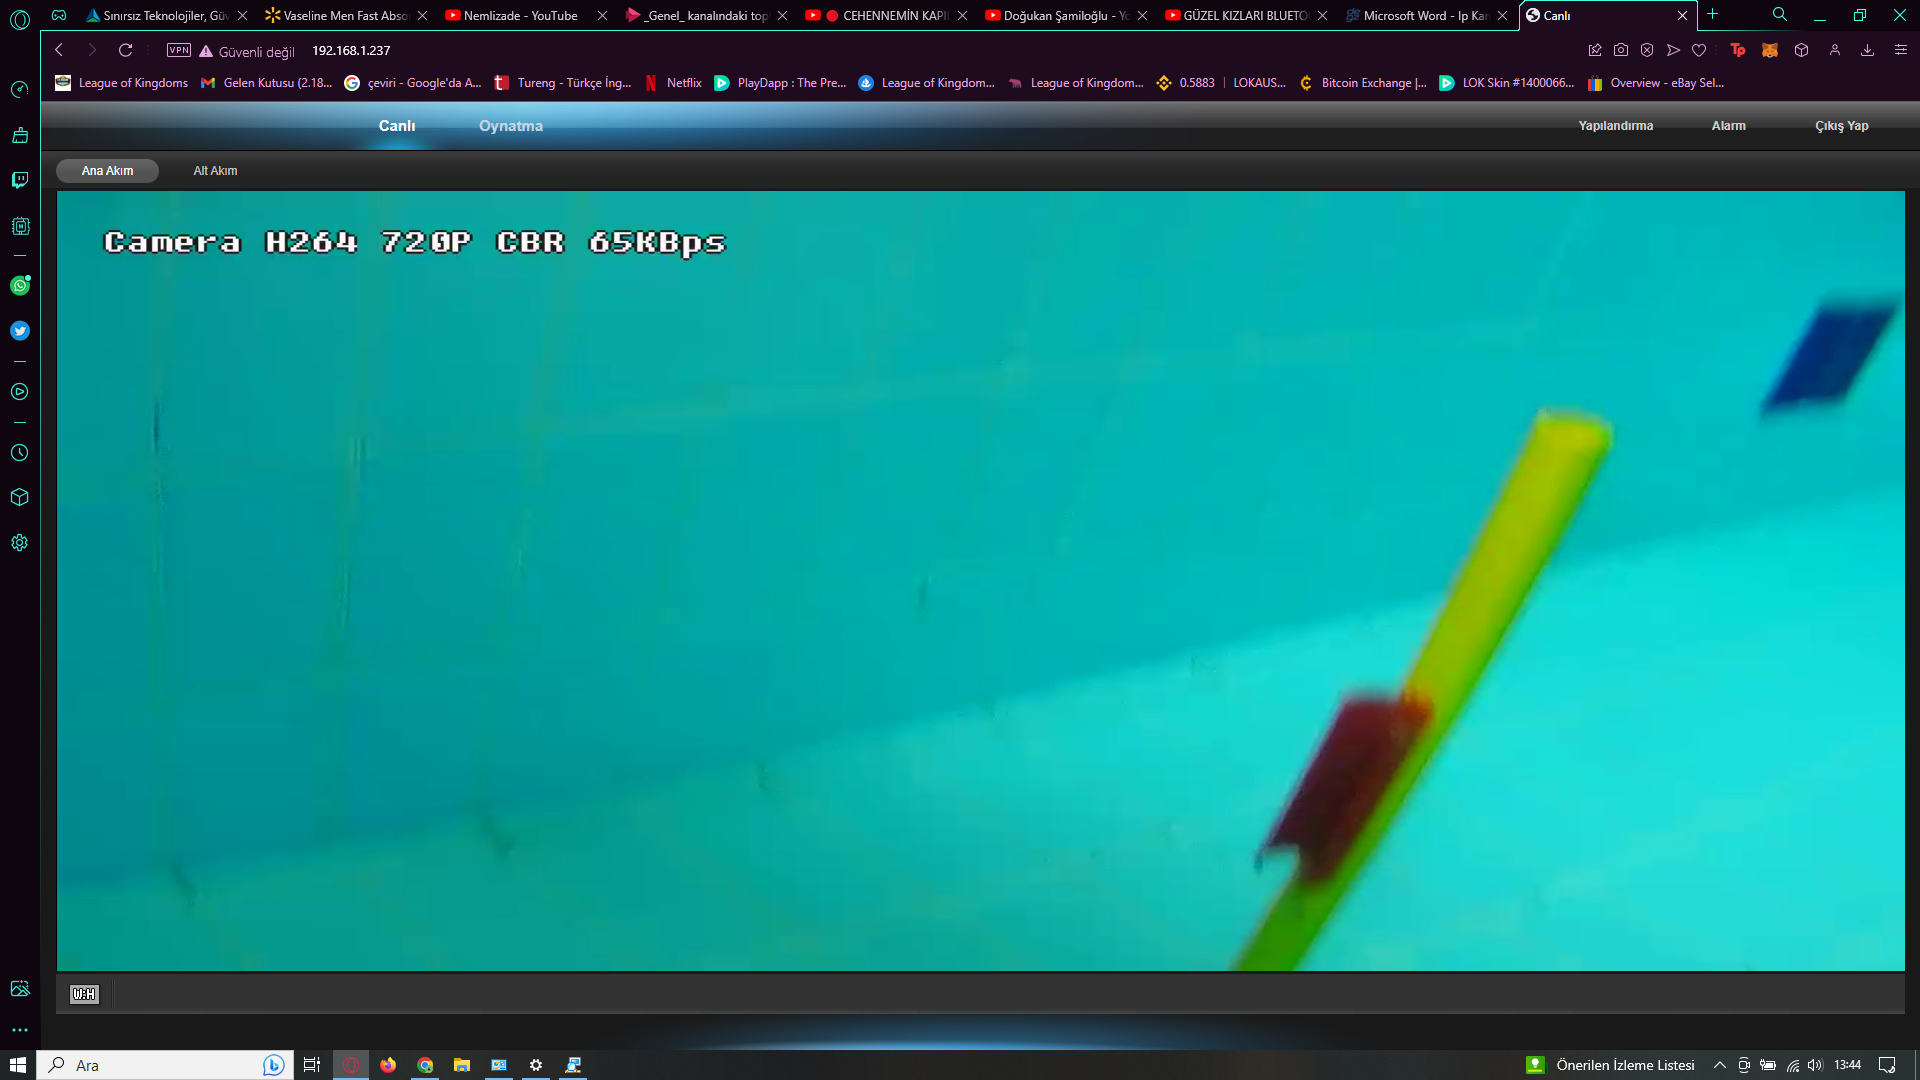 Sınırsız Teknolojiler, Gü
Vaseline Men Fast Abso
Nemlizade - YouTube
_Genel_ kanalındaki top
CEHENNEMİN KAPI
Doğukan Şamiloğlu - Yo
GÜZEL KIZLARI BLUETO
Microsoft Word - Ip Kar
Canlı
VPN
Güvenli değil
192.168.1.237
Tp
League of Kingdoms
Gelen Kutusu (2.18...
çeviri - Google'da A...
Tureng - Türkçe İng...
Netflix
PlayDapp : The Pre...
League of Kingdom...
League of Kingdom...
0.5883 | LOKAUS...
Bitcoin Exchange |...
LOK Skin #1400066...
Overview - eBay Sel...
Canlı
Oynatma
Yapılandırma
Alarm
Çıkış Yap
Ana Akım
Alt Akım
Camera H264 720P CBR 65KBps
W:H
Ara
Önerilen İzleme Listesi
13:44